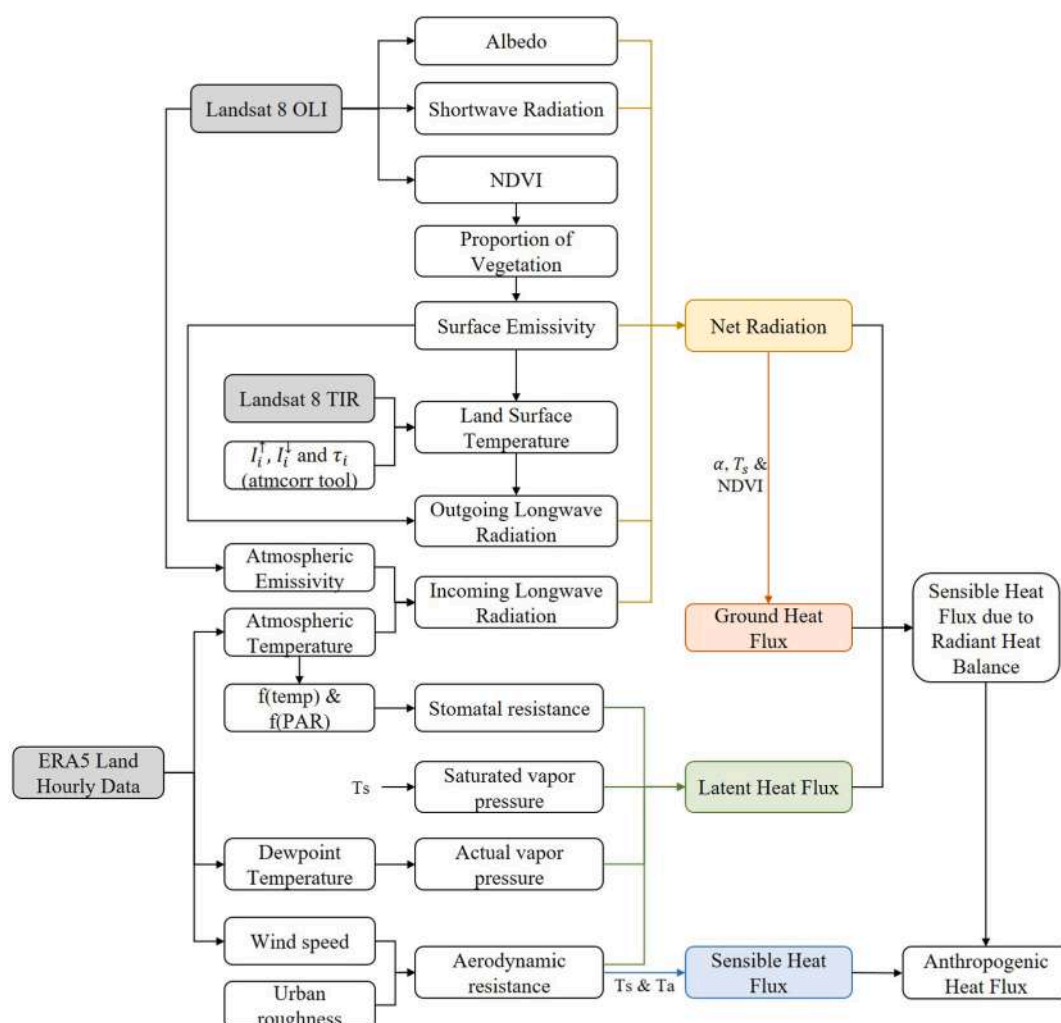 Albedo
Landsat 8 OLI
Shortwave Radiation
NDVI
Proportion of
Vegetation
Surface Emissivity
Net Radiation
Landsat 8 TIR
Land Surface
Temperature
I_i^↑, I_i^↓ and τ_i
(atmcorr tool)
α, T_s &
NDVI
Outgoing Longwave
Radiation
Atmospheric
Emissivity
Incoming Longwave
Radiation
Atmospheric
Temperature
Ground Heat
Flux
Sensible Heat
Flux due to
Radiant Heat
Balance
f(temp) &
f(PAR)
Stomatal resistance
ERA5 Land
Hourly Data
Ts
Saturated vapor
pressure
Latent Heat Flux
Dewpoint
Temperature
Actual vapor
pressure
Wind speed
Aerodynamic
resistance
Ts & Ta
Sensible Heat
Flux
Anthropogenic
Heat Flux
Urban
roughness